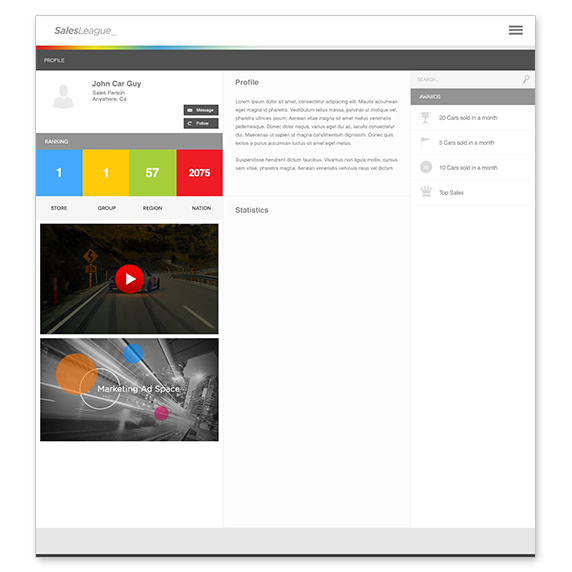 SalesLeague_
PROFILE
John Car Guy
Sales Person
Anywhere, Ca
Message
Follow
RANKING
1
1
57
2075
STORE
GROUP
REGION
NATION
Marketing Ad Space
Profile
Lorem ipsum dolor sit amet, consectetur adipiscing elit. Mauris accumsan
eget magna id pharetra. Vestibulum tellus massa, pulvinar in tristique vel,
pharetra ultrices ipsum. Aenean vitae magna sit amet metus venenatis
pellentesque. Donec dolor neque, varius eget dui ac, iaculis consectetur
dui. Maecenas ut sapien ut magna condimentum dignissim. Donec quis
lectus a purus accumsan luctus sit amet eget metus.
Suspendisse hendrerit dictum faucibus. Vivamus non ligula mollis, cursus
sem vitae, pharetra magna. Aenean venenatis vehicula risus vel dictum.
Statistics
SEARCH...
AWARDS
20 Cars sold in a month
5 Cars sold in a month
10 Cars sold in a month
Top Sales